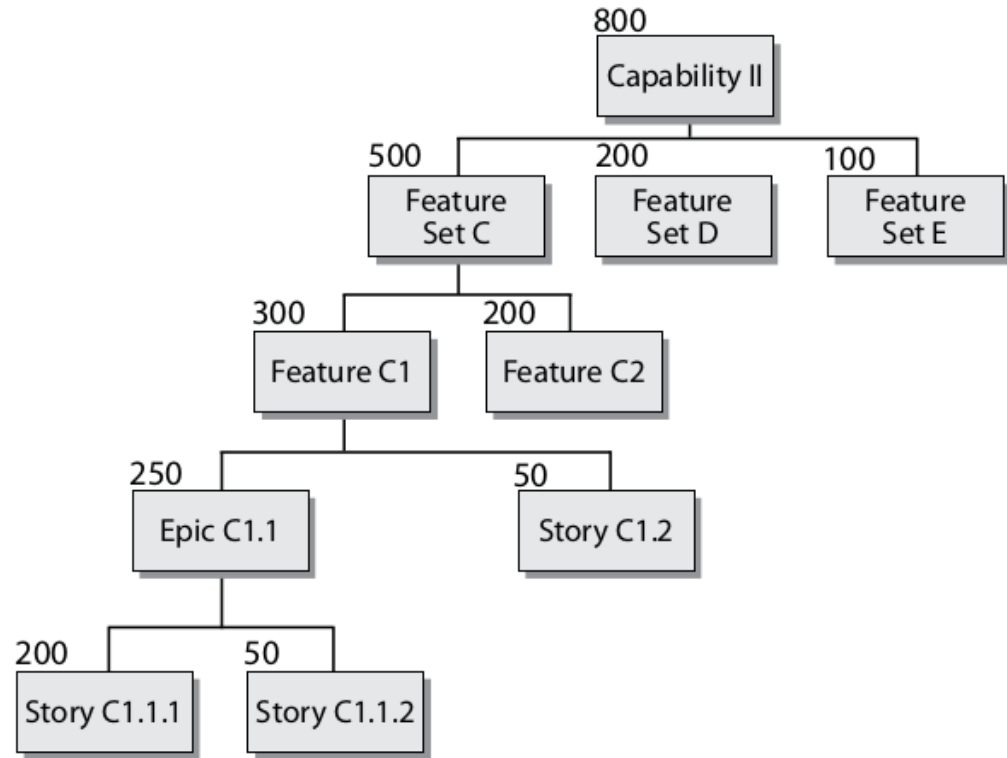 800
Capability II
500
200
100
Feature
Set C
Feature
Set D
Feature
Set E
300
200
Feature C1
Feature C2
250
50
Epic C1.1
Story C1.2
200
50
Story C1.1.1
Story C1.1.2